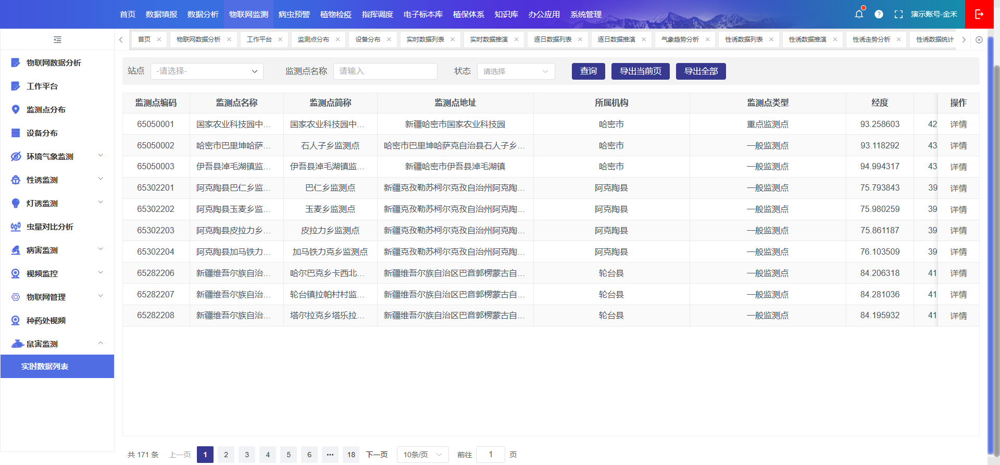 首页 数据填报 数据分析 物联网监测 病虫预警 植物检疫 指挥调度 电子标本库 植保体系 知识库 办公应用 系统管理 演示账号-金禾
首页 物联网数据分析 工作平台 监测点分布 设备分布 实时数据列表 实时数据推演 逐日数据列表 逐日数据推演 气象趋势分析 性诱数据列表 性诱数据推演 性诱走势分析 性诱数据统计
物联网数据分析
工作平台
监测点分布
设备分布
环境气象监测
性诱监测
灯诱监测
虫量对比分析
病害监测
视频监控
物联网管理
种药处视频
鼠害监测
实时数据列表
站点 -请选择- 监测点名称 请输入 状态 请选择 查询 导出当前页 导出全部
监测点编码 监测点名称 监测点简称 监测点地址 所属机构 监测点类型 经度 操作
65050001 国家农业科技园中... 国家农业科技园中... 新疆哈密市国家农业科技园 哈密市 重点监测点 93.258603 42 详情
65050002 哈密市巴里坤哈萨... 石人子乡监测点 哈密市巴里坤哈萨克自治县石人子乡... 哈密市 一般监测点 93.118292 43 详情
65050003 伊吾县淖毛湖镇监... 伊吾县淖毛湖镇监... 新疆哈密市伊吾县淖毛湖镇 哈密市 一般监测点 94.994317 43 详情
65302201 阿克陶县巴仁乡监... 巴仁乡监测点 新疆克孜勒苏柯尔克孜自治州阿克陶... 阿克陶县 一般监测点 75.793843 39 详情
65302202 阿克陶县玉麦乡监... 玉麦乡监测点 新疆克孜勒苏柯尔克孜自治州阿克陶... 阿克陶县 一般监测点 75.980259 39 详情
65302203 阿克陶县皮拉力乡... 皮拉力乡监测点 新疆克孜勒苏柯尔克孜自治州阿克陶... 阿克陶县 一般监测点 75.861187 39 详情
65302204 阿克陶县加马铁力... 加马铁力克乡监测点 新疆克孜勒苏柯尔克孜自治州阿克陶... 阿克陶县 一般监测点 76.103509 39 详情
65282206 新疆维吾尔族自治... 哈尔巴克乡卡西北... 新疆维吾尔族自治区巴音郭楞蒙古自... 轮台县 一般监测点 84.206318 41 详情
65282207 新疆维吾尔族自治... 轮台镇拉帕村村监... 新疆维吾尔族自治区巴音郭楞蒙古自... 轮台县 一般监测点 84.281036 41 详情
65282208 新疆维吾尔族自治... 塔尔拉克乡塔乐拉... 新疆维吾尔族自治区巴音郭楞蒙古自... 轮台县 一般监测点 84.195932 41 详情
共 171 条 上一页 1 2 3 4 5 6 ... 18 下一页 10条/页 前往 1 页